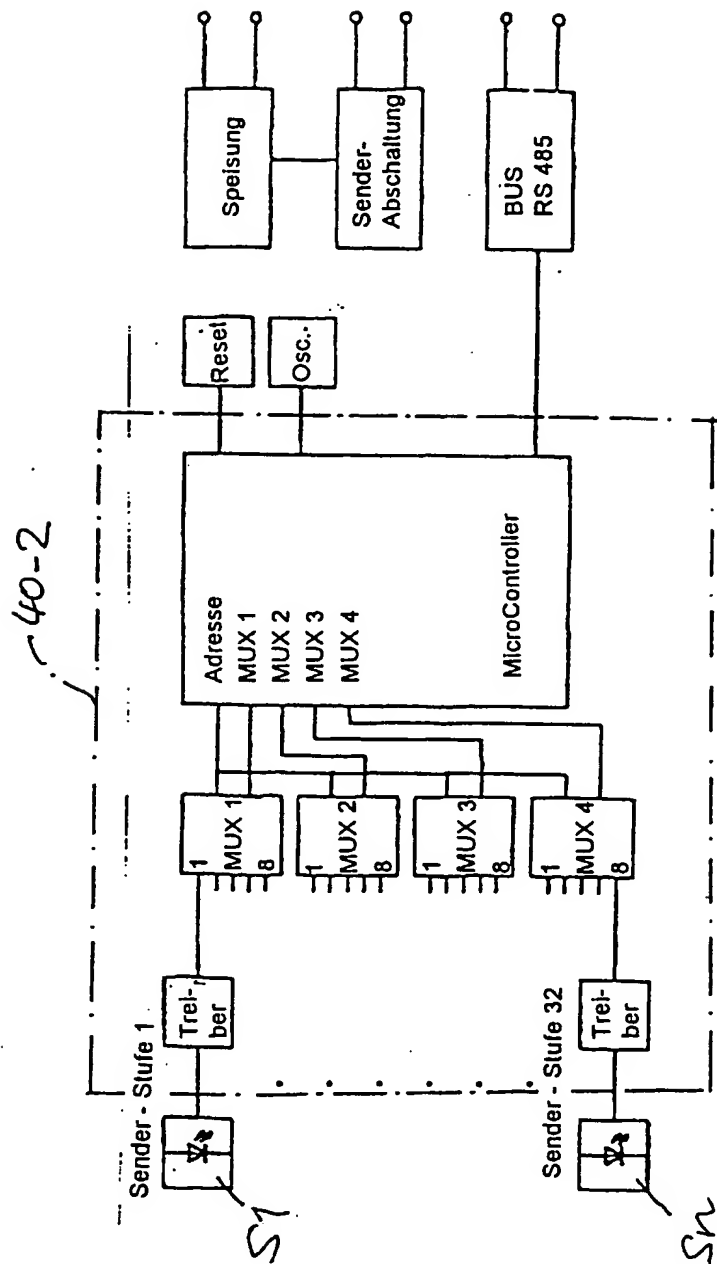 40-2
Speisung
Sender-
Abschaltung
BUS
RS 485
Reset
Osc.
Adresse
MUX 1
MUX 2
MUX 3
MUX 4
MicroController
1
MUX 1
8
1
MUX 2
8
1
MUX 3
8
1
MUX 4
8
Trei-
ber
Trei-
ber
Sender - Stufe 1
Sender - Stufe 32
S1
Sn